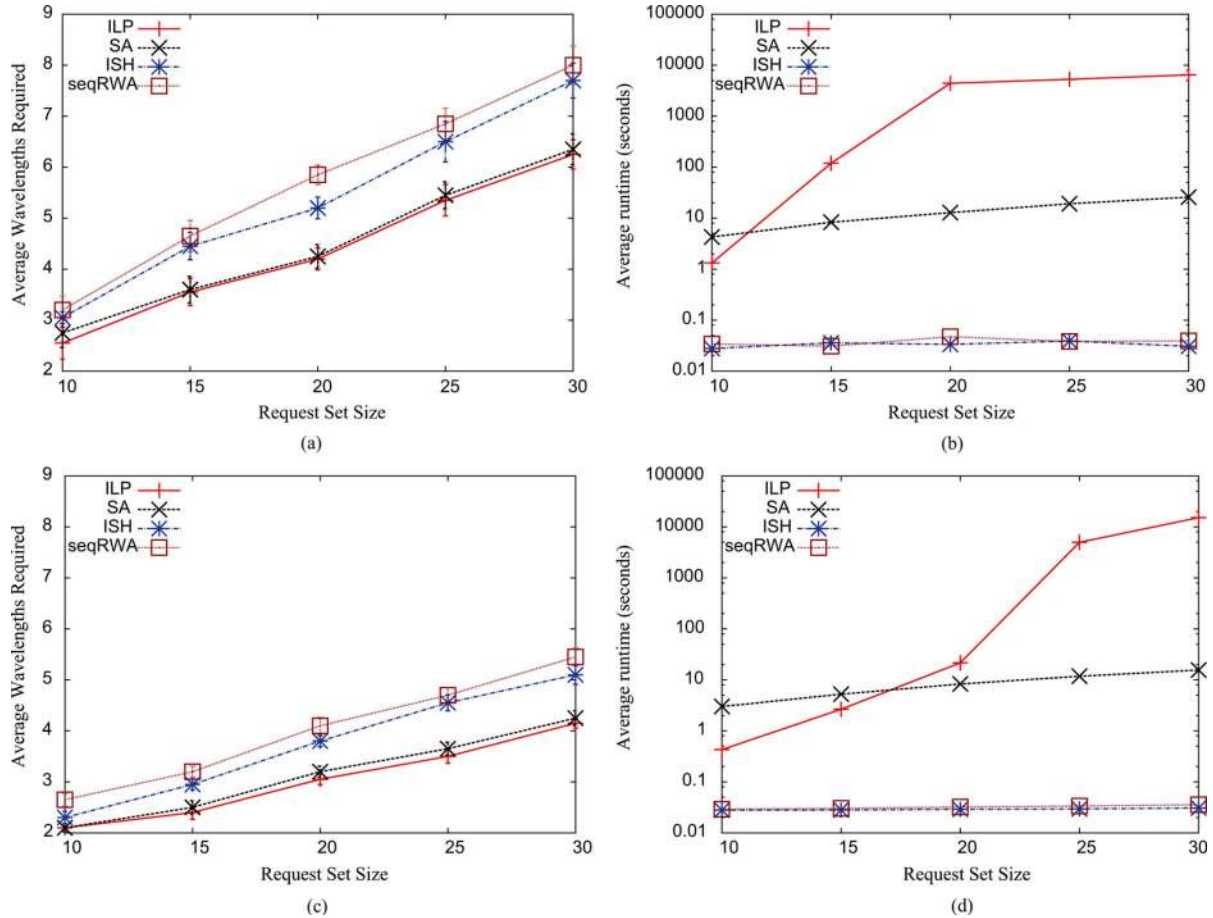 9
8
7
6
5
4
3
2
10
15
20
25
30
Average Wavelengths Required
Request Set Size
ILP
SA
ISH
seqRWA
(a)
100000
10000
1000
100
10
1
0.1
0.01
10
15
20
25
30
Average runtime (seconds)
Request Set Size
ILP
SA
ISH
seqRWA
(b)
9
8
7
6
5
4
3
2
10
15
20
25
30
Average Wavelengths Required
Request Set Size
ILP
SA
ISH
seqRWA
(c)
100000
10000
1000
100
10
1
0.1
0.01
10
15
20
25
30
Average runtime (seconds)
Request Set Size
ILP
SA
ISH
seqRWA
(d)